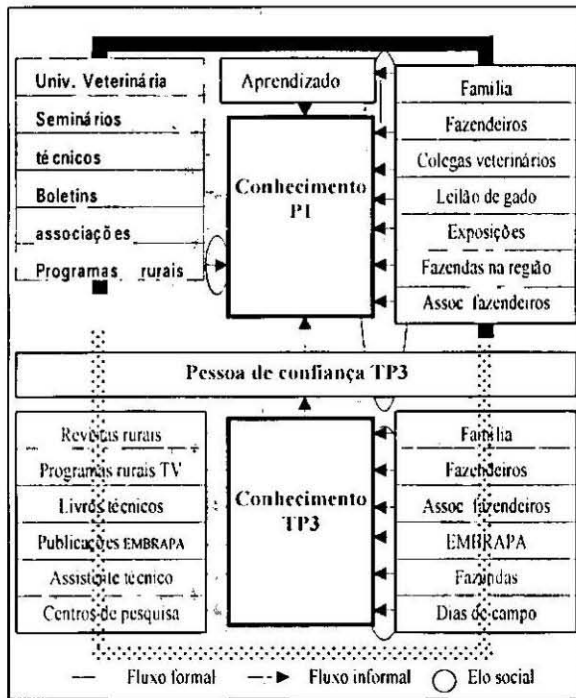 Univ. Veterinária
Seminários
técnicos
Boletins
associações
Programas rurais
Aprendizado
Conhecimento
P1
Família
Fazendeiros
Colegas veterinários
Leilão de gado
Exposições
Fazendas na região
Assoc fazendeiros
Pessoa de confiança TP3
Revistas rurais
Programas rurais TV
Livros técnicos
Publicações EMBRAPA
Assistente técnico
Centros de pesquisa
Conhecimento
TP3
Família
Fazendeiros
Assoc fazendeiros
EMBRAPA
Fazendas
Dias de campo
Fluxo formal
Fluxo informal
Elo social